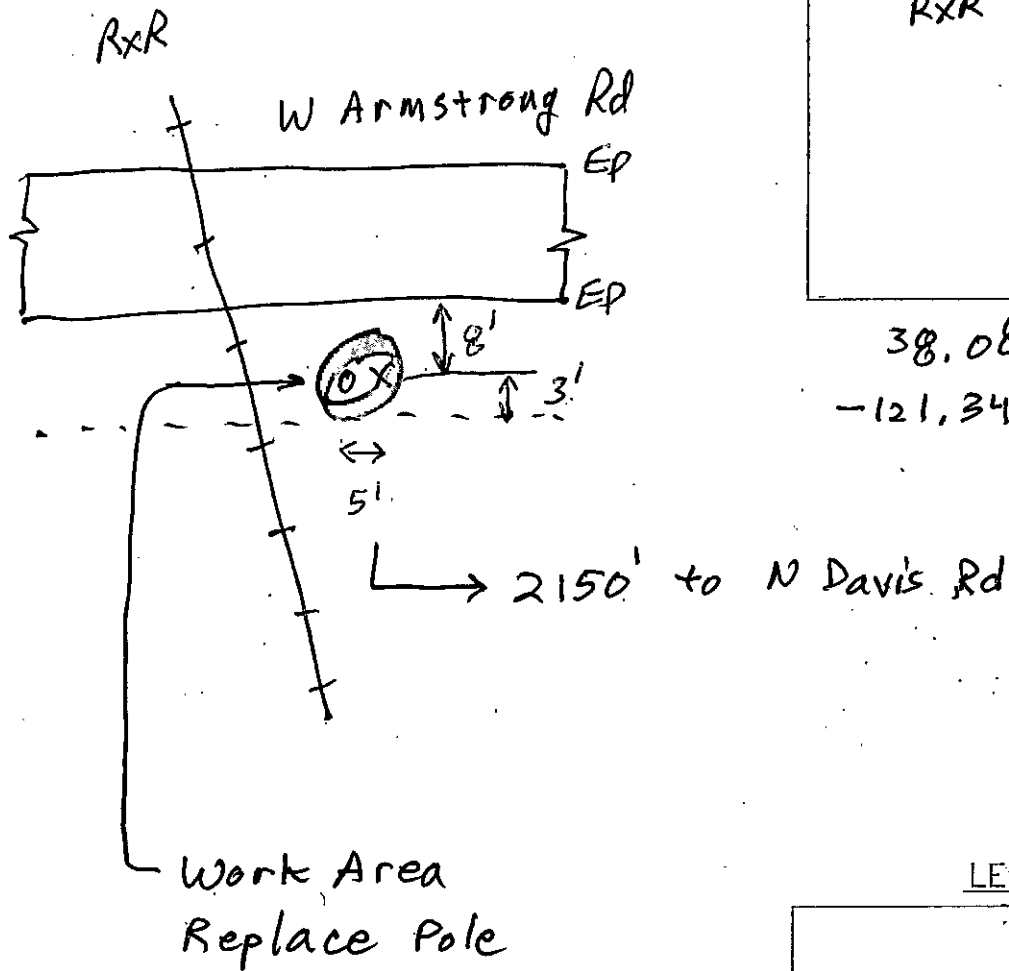 RxR
RxR
W Armstrong Rd
EP
EP
8'
3'
5'
38.08
-121.34
2150' to N Davis Rd
Work Area
Replace Pole
LE